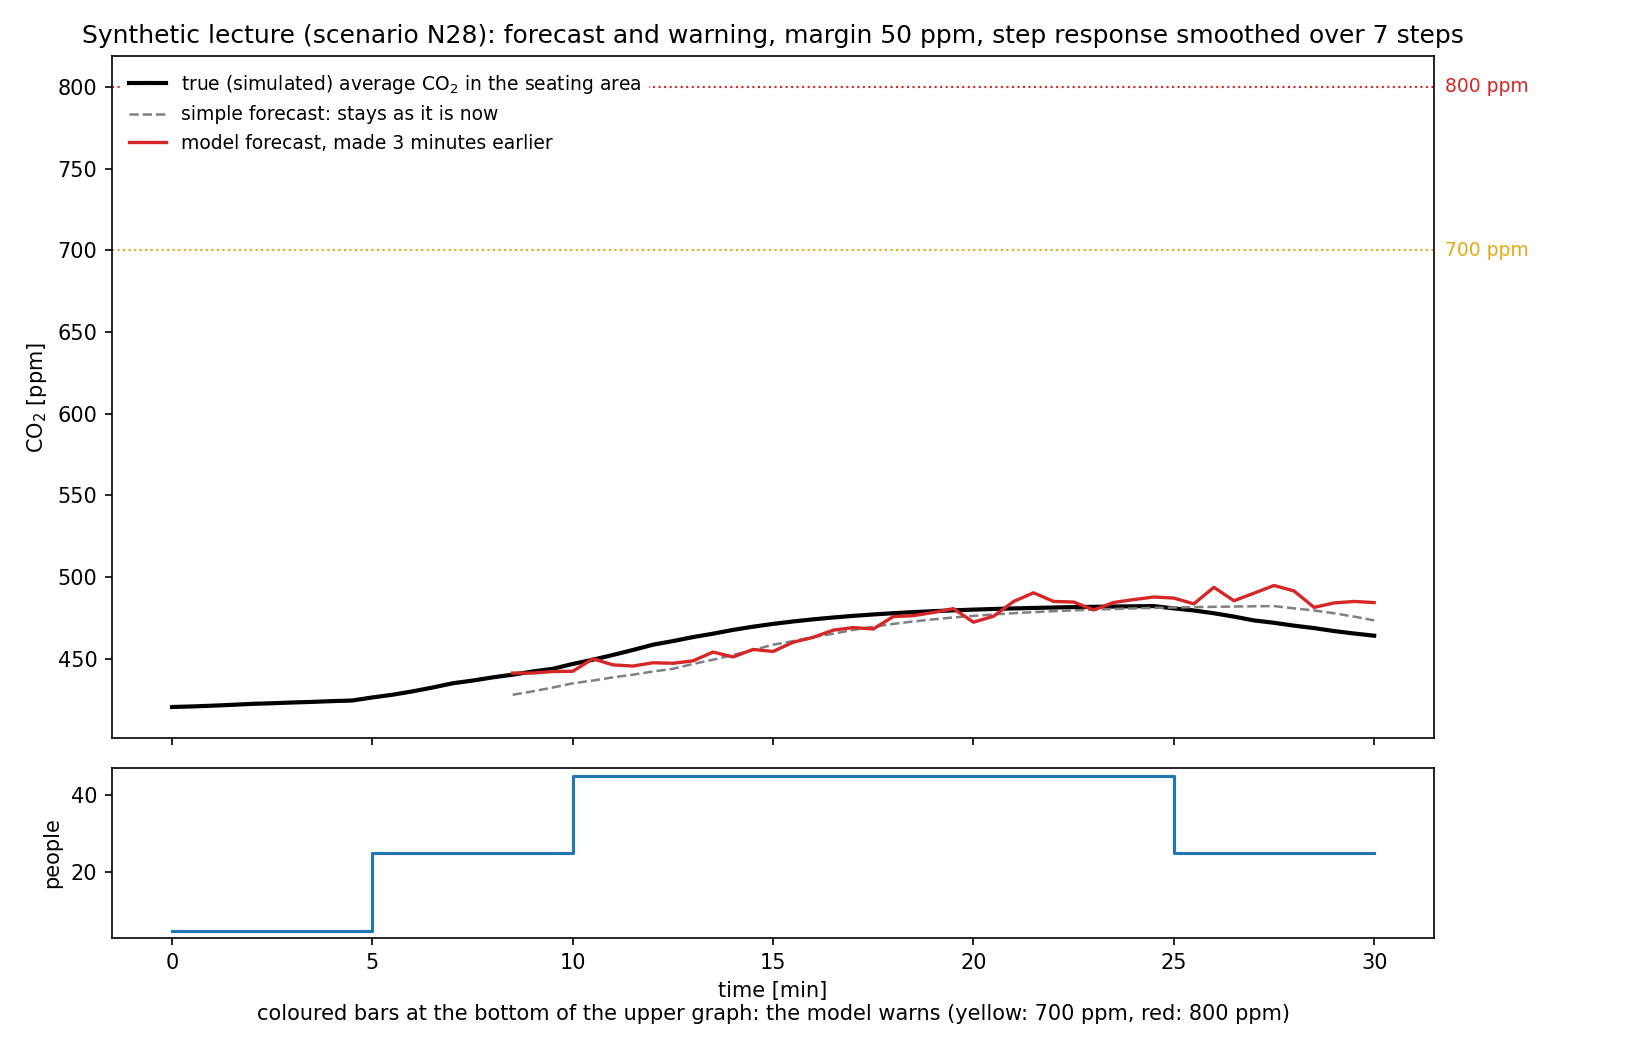 Synthetic lecture (scenario N28): forecast and warning, margin 50 ppm, step response smoothed over 7 steps
true (simulated) average CO₂ in the seating area
simple forecast: stays as it is now
model forecast, made 3 minutes earlier
800 ppm
700 ppm
CO₂ [ppm]
800
750
700
650
600
550
500
450
people
40
20
0 5 10 15 20 25 30
time [min]
coloured bars at the bottom of the upper graph: the model warns (yellow: 700 ppm, red: 800 ppm)